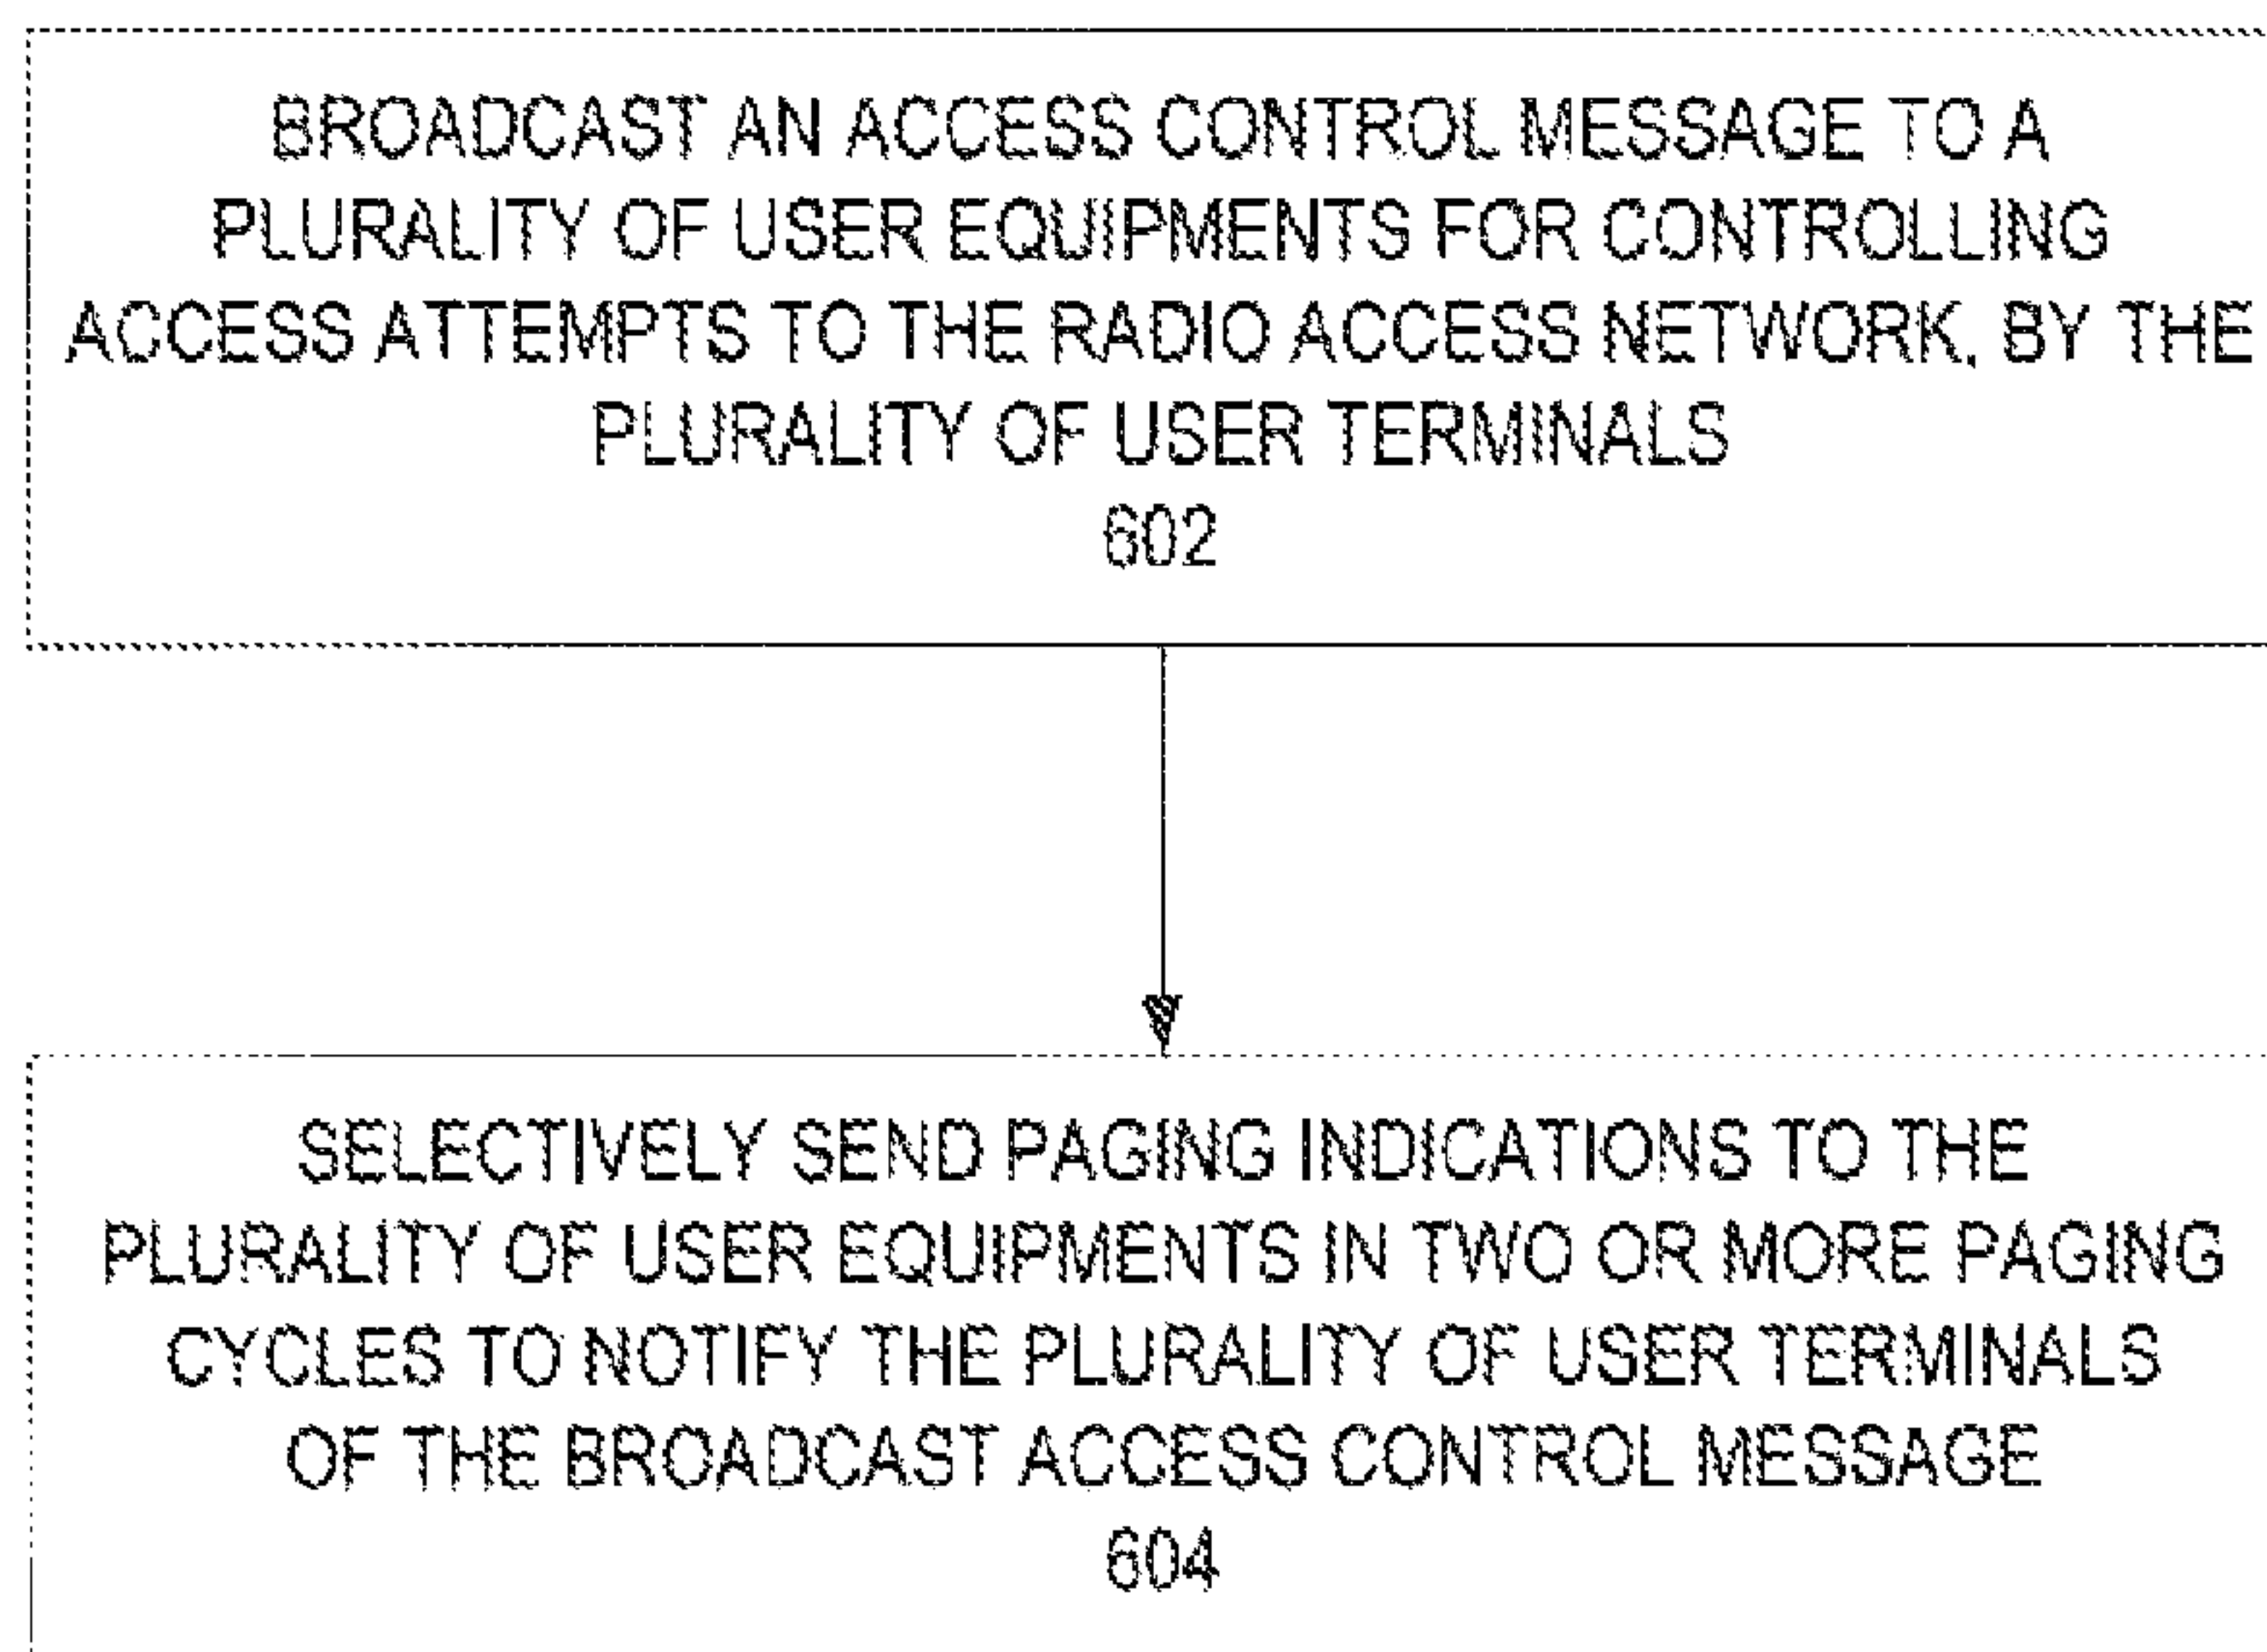 BROADCAST AN ACCESS CONTROL MESSAGE TO A
PLURALITY OF USER EQUIPMENTS FOR CONTROLLING
ACCESS ATTEMPTS TO THE RADIO ACCESS NETWORK, BY THE
PLURALITY OF USER TERMINALS
602
SELECTIVELY SEND PAGING INDICATIONS TO THE
PLURALITY OF USER EQUIPMENTS IN TWO OR MORE PAGING
CYCLES TO NOTIFY THE PLURALITY OF USER TERMINALS
OF THE BROADCAST ACCESS CONTROL MESSAGE
604